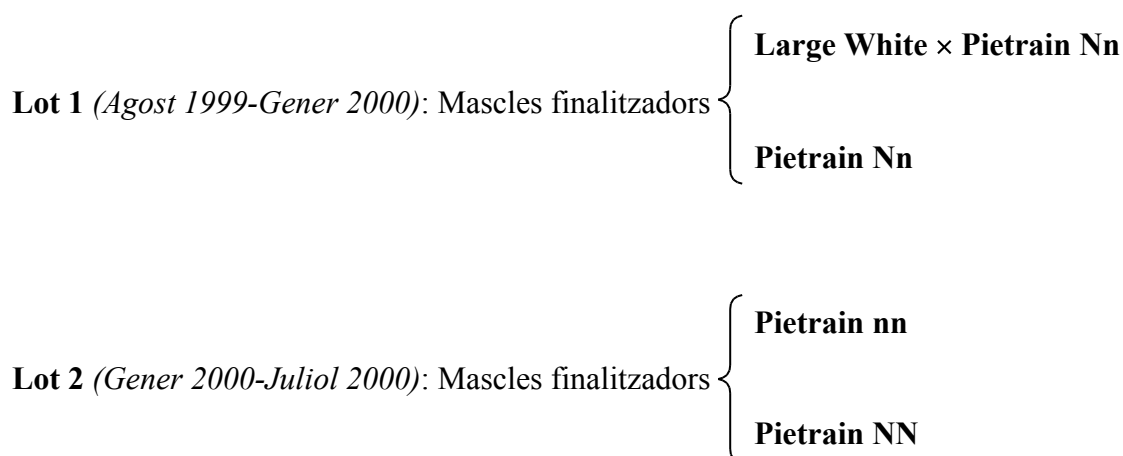 Large White × Pietrain Nn
Lot 1 (Agost 1999-Gener 2000): Mascles finalitzadors
Pietrain Nn
Pietrain nn
Lot 2 (Gener 2000-Juliol 2000): Mascles finalitzadors
Pietrain NN